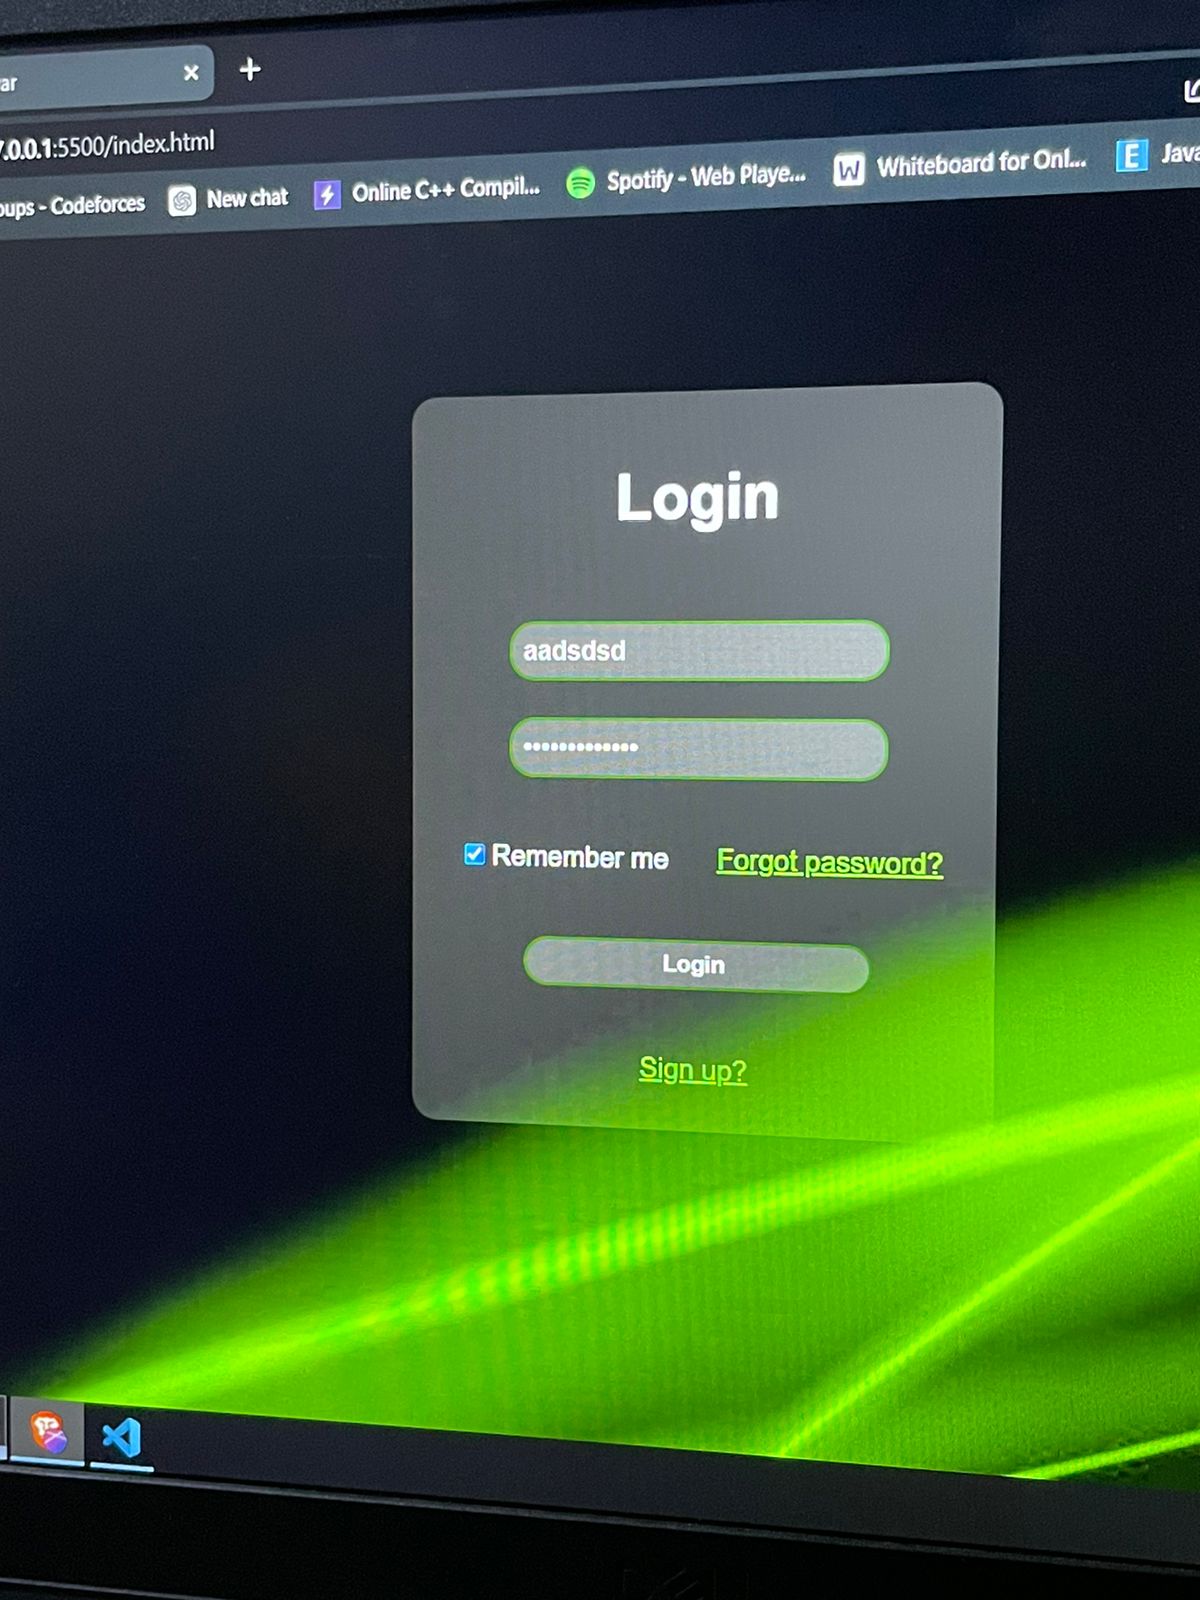 ar
7.0.0.1:5500/index.html
oups - Codeforces New chat Online C++ Compil... Spotify - Web Playe... W Whiteboard for Onl... E Java
Login
aadsdsd
•••••••••••••
Remember me Forgot password?
Login
Sign up?